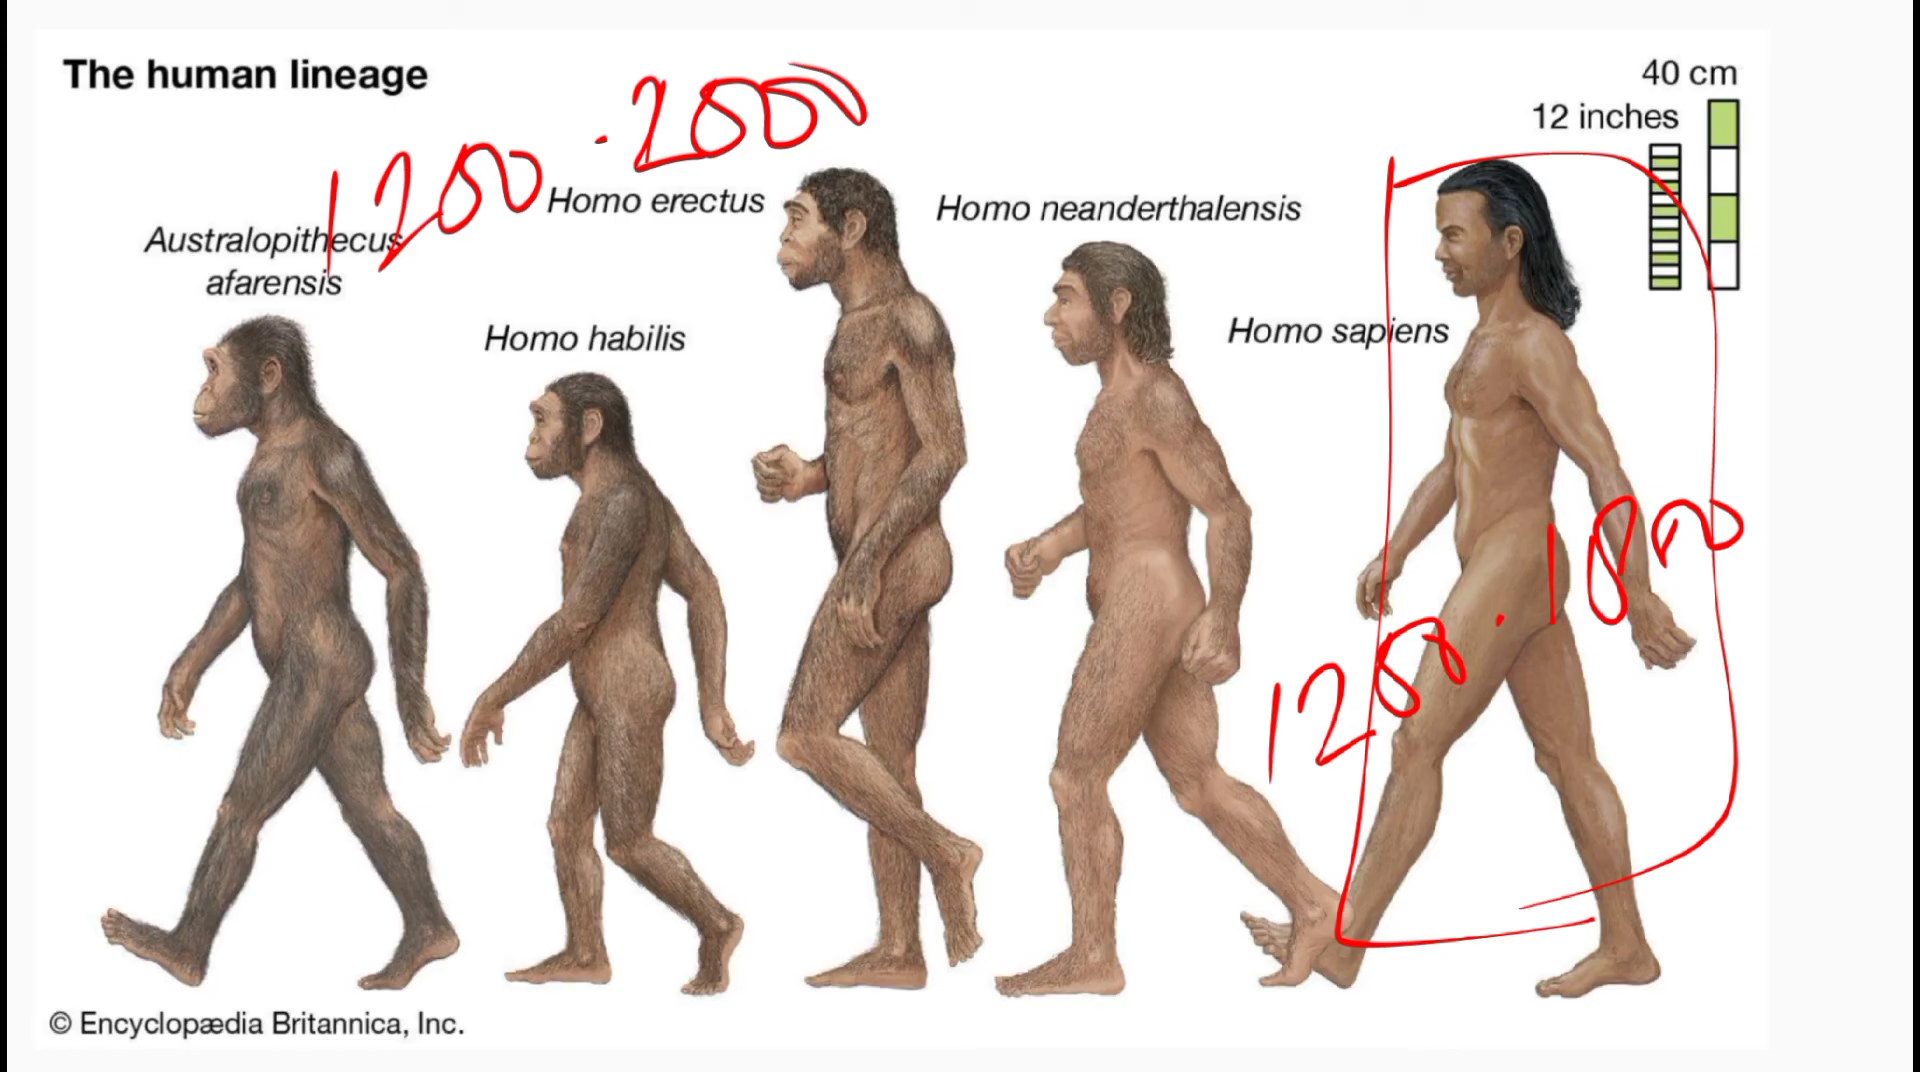 The human lineage
40 cm
12 inches
1200 . 2000
Homo erectus
Homo neanderthalensis
Australopithecus
afarensis
Homo habilis
Homo sapiens
1200 . 1800
© Encyclopædia Britannica, Inc.